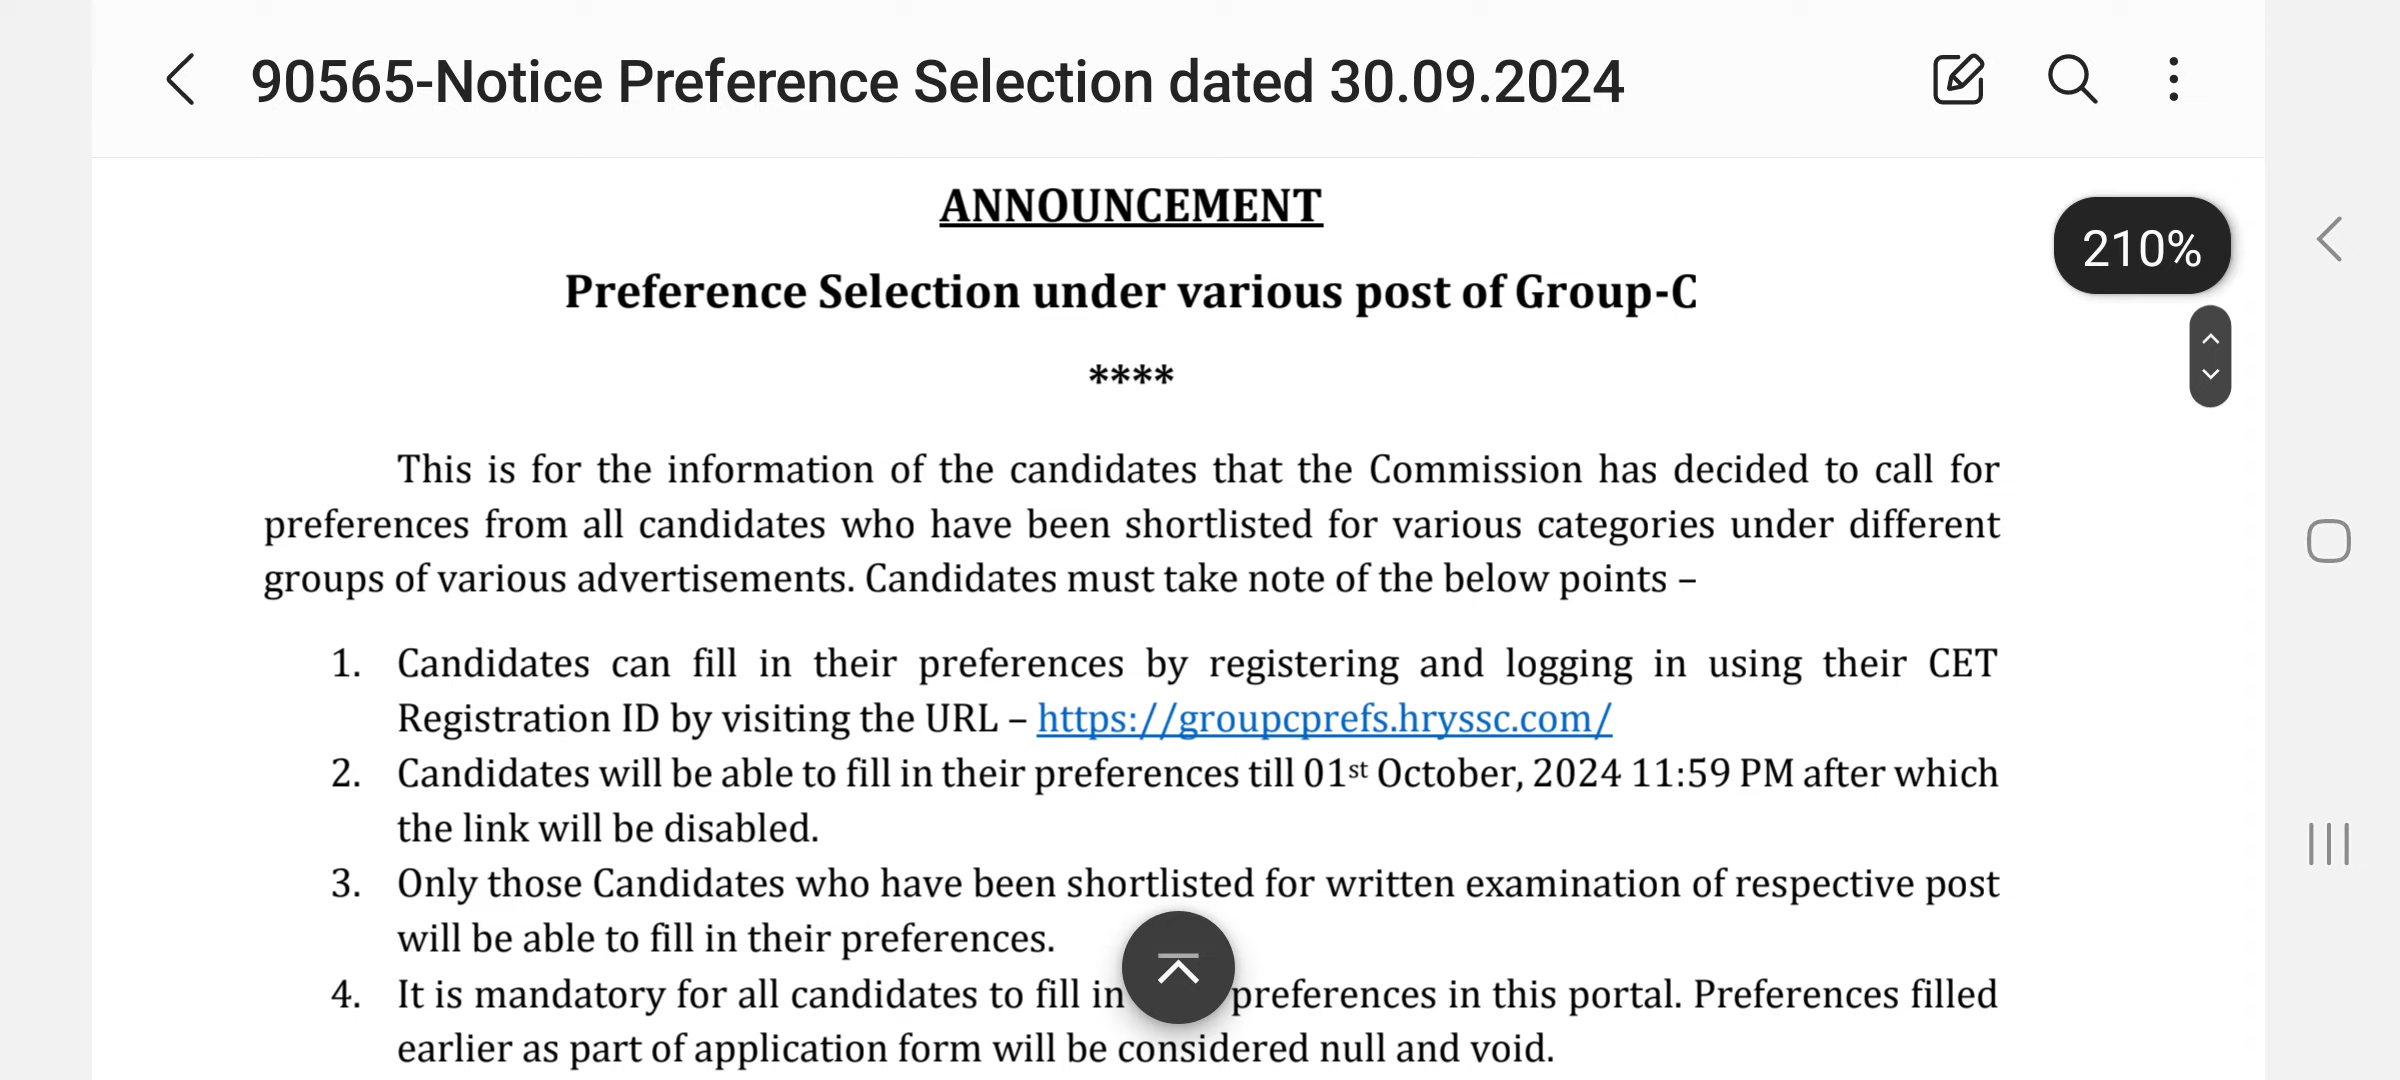 90565-Notice Preference Selection dated 30.09.2024
ANNOUNCEMENT
210%
Preference Selection under various post of Group-C
****
This is for the information of the candidates that the Commission has decided to call for
preferences from all candidates who have been shortlisted for various categories under different
groups of various advertisements. Candidates must take note of the below points –
1. Candidates can fill in their preferences by registering and logging in using their CET
Registration ID by visiting the URL – https://groupcprefs.hryssc.com/
2. Candidates will be able to fill in their preferences till 01st October, 2024 11:59 PM after which
the link will be disabled.
3. Only those Candidates who have been shortlisted for written examination of respective post
will be able to fill in their preferences.
4. It is mandatory for all candidates to fill in preferences in this portal. Preferences filled
earlier as part of application form will be considered null and void.